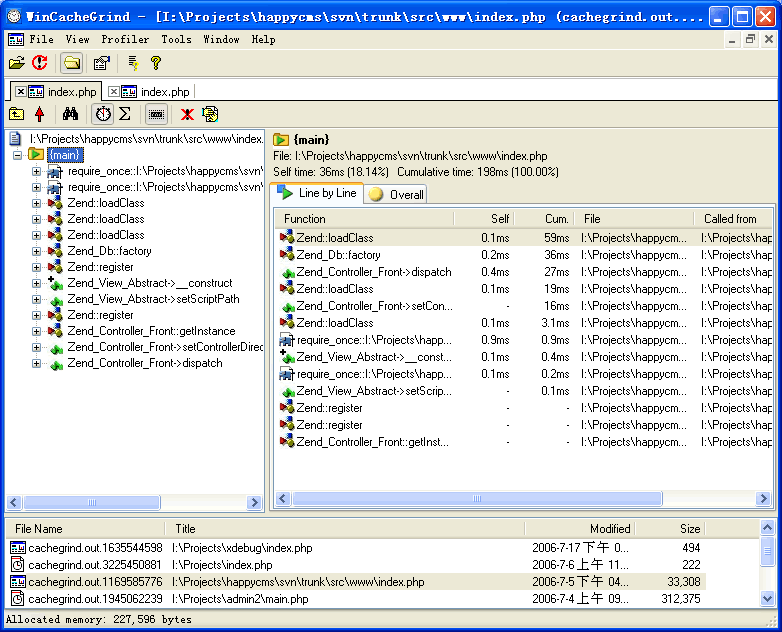 WinCacheGrind - [I:\Projects\happycms\svn\trunk\src\www\index.php (cachegrind.out....
File View Profiler Tools Window Help
index.php index.php
I:\Projects\happycms\svn\trunk\src\www\index.
{main}
require_once::I:\Projects\happycms\svn\
require_once::I:\Projects\happycms\svn\
Zend::loadClass
Zend::loadClass
Zend::loadClass
Zend_Db::factory
Zend::register
Zend_View_Abstract->__construct
Zend_View_Abstract->setScriptPath
Zend::register
Zend_Controller_Front::getInstance
Zend_Controller_Front->setControllerDirec
Zend_Controller_Front->dispatch
{main}
File: I:\Projects\happycms\svn\trunk\src\www\index.php
Self time: 36ms (18.14%) Cumulative time: 198ms (100.00%)
Line by Line Overall
Function Self Cum. File Called from
Zend::loadClass 0.1ms 59ms I:\Projects\happycm... I:\Projects\hap
Zend_Db::factory 0.2ms 36ms I:\Projects\happycm... I:\Projects\hap
Zend_Controller_Front->dispatch 0.4ms 27ms I:\Projects\happycm... I:\Projects\hap
Zend::loadClass 0.1ms 19ms I:\Projects\happycm... I:\Projects\hap
Zend_Controller_Front->setCon... - 16ms I:\Projects\happycm... I:\Projects\hap
Zend::loadClass 0.1ms 3.1ms I:\Projects\happycm... I:\Projects\hap
require_once::I:\Projects\happ... 0.9ms 0.9ms I:\Projects\happycm... I:\Projects\hap
Zend_View_Abstract->__const... 0.1ms 0.4ms I:\Projects\happycm... I:\Projects\hap
require_once::I:\Projects\happ... 0.1ms 0.2ms I:\Projects\happycm... I:\Projects\hap
Zend_View_Abstract->setScrip... - 0.1ms I:\Projects\happycm... I:\Projects\hap
Zend::register - - I:\Projects\happycm... I:\Projects\hap
Zend::register - - I:\Projects\happycm... I:\Projects\hap
Zend_Controller_Front::getInst... - - I:\Projects\happycm... I:\Projects\hap
File Name Title Modified Size
cachegrind.out.1635544598 I:\Projects\xdebug\index.php 2006-7-17 下午 0... 494
cachegrind.out.3225450881 I:\Projects\index.php 2006-7-6 上午 11... 222
cachegrind.out.1169585776 I:\Projects\happycms\svn\trunk\src\www\index.php 2006-7-5 下午 04... 33,308
cachegrind.out.1945062239 I:\Projects\admin2\main.php 2006-7-4 上午 09... 312,375
Allocated memory: 227,596 bytes